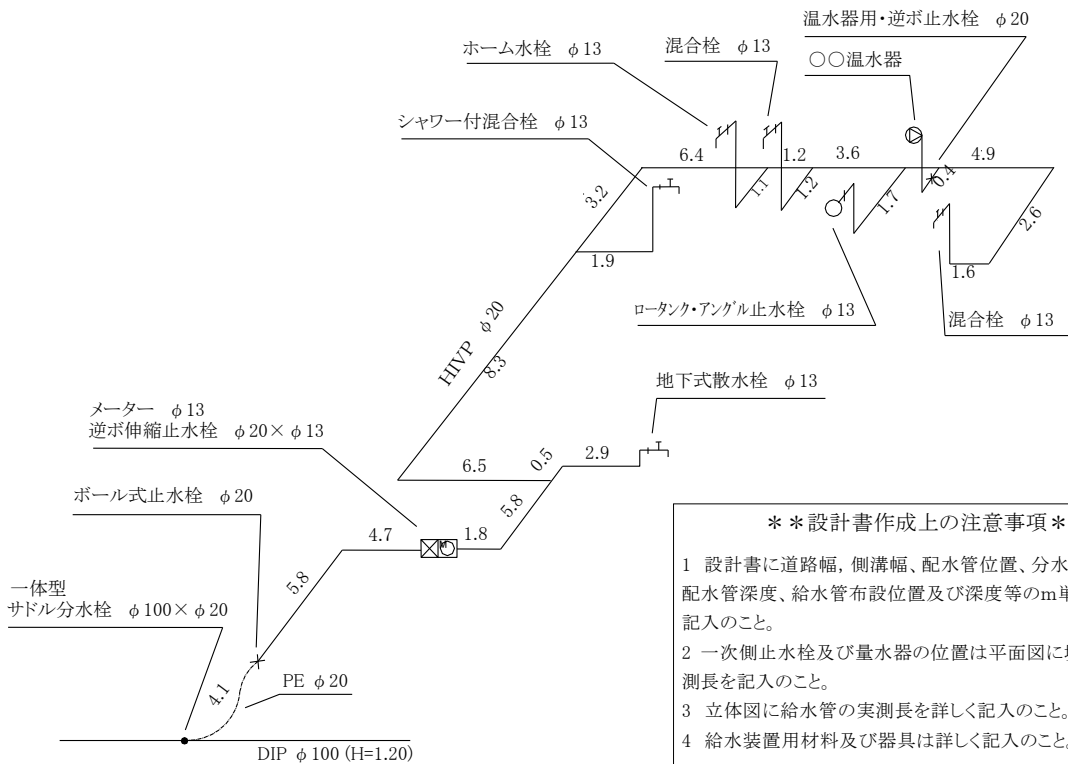 温水器用・逆ボ止水栓 φ20
ホーム水栓 φ13
混合栓 φ13
○○温水器
シャワー付混合栓 φ13
6.4
1.2
3.6
4.9
3.2
1.1
1.2
1.7
0.4
2.6
1.9
1.6
ロータンク・アングル止水栓 φ13
混合栓 φ13
HIVP φ20
8.3
地下式散水栓 φ13
メーター φ13
逆ボ伸縮止水栓 φ20×φ13
6.5
0.5
2.9
5.8
ボール式止水栓 φ20
4.7
M
1.8
5.8
一体型
サドル分水栓 φ100×φ20
4.1
PE φ20
DIP φ100 (H=1.20)
**設計書作成上の注意事項*
1 設計書に道路幅, 側溝幅、配水管位置、分水
配水管深度、給水管布設位置及び深度等のm単
記入のこと。
2 一次側止水栓及び量水器の位置は平面図に
測長を記入のこと。
3 立体図に給水管の実測長を詳しく記入のこと。
4 給水装置用材料及び器具は詳しく記入のこと。